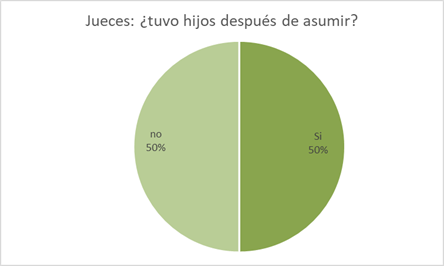 Jueces: ¿tuvo hijos después de asumir?
no
50%
Si
50%